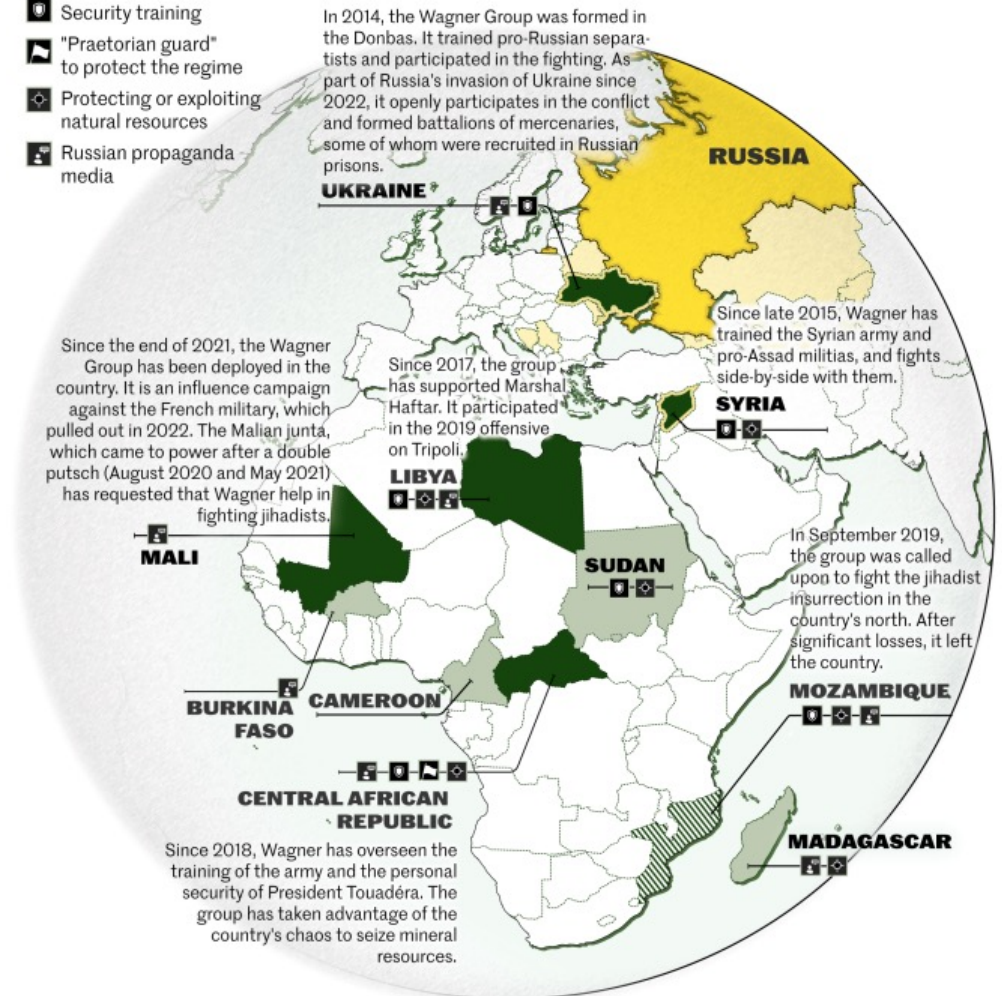 Security training
"Praetorian guard"
to protect the regime
Protecting or exploiting
natural resources
Russian propaganda
media
In 2014, the Wagner Group was formed in
the Donbas. It trained pro-Russian separa-
tists and participated in the fighting. As
part of Russia's invasion of Ukraine since
2022, it openly participates in the conflict
and formed battalions of mercenaries,
some of whom were recruited in Russian
prisons.
UKRAINE
RUSSIA
Since late 2015, Wagner has
trained the Syrian army and
pro-Assad militias, and fights
side-by-side with them.
SYRIA
Since the end of 2021, the Wagner
Group has been deployed in the
country. It is an influence campaign
against the French military, which
pulled out in 2022. The Malian junta,
which came to power after a double
putsch (August 2020 and May 2021)
has requested that Wagner help in
fighting jihadists.
MALI
Since 2017, the group
has supported Marshal
Haftar. It participated
in the 2019 offensive
on Tripoli.
LIBYA
SUDAN
In September 2019,
the group was called
upon to fight the jihadist
insurrection in the
country's north. After
significant losses, it left
the country.
MOZAMBIQUE
BURKINA
FASO
CAMEROON
CENTRAL AFRICAN
REPUBLIC
Since 2018, Wagner has overseen the
training of the army and the personal
security of President Touadéra. The
group has taken advantage of the
country's chaos to seize mineral
resources.
MADAGASCAR